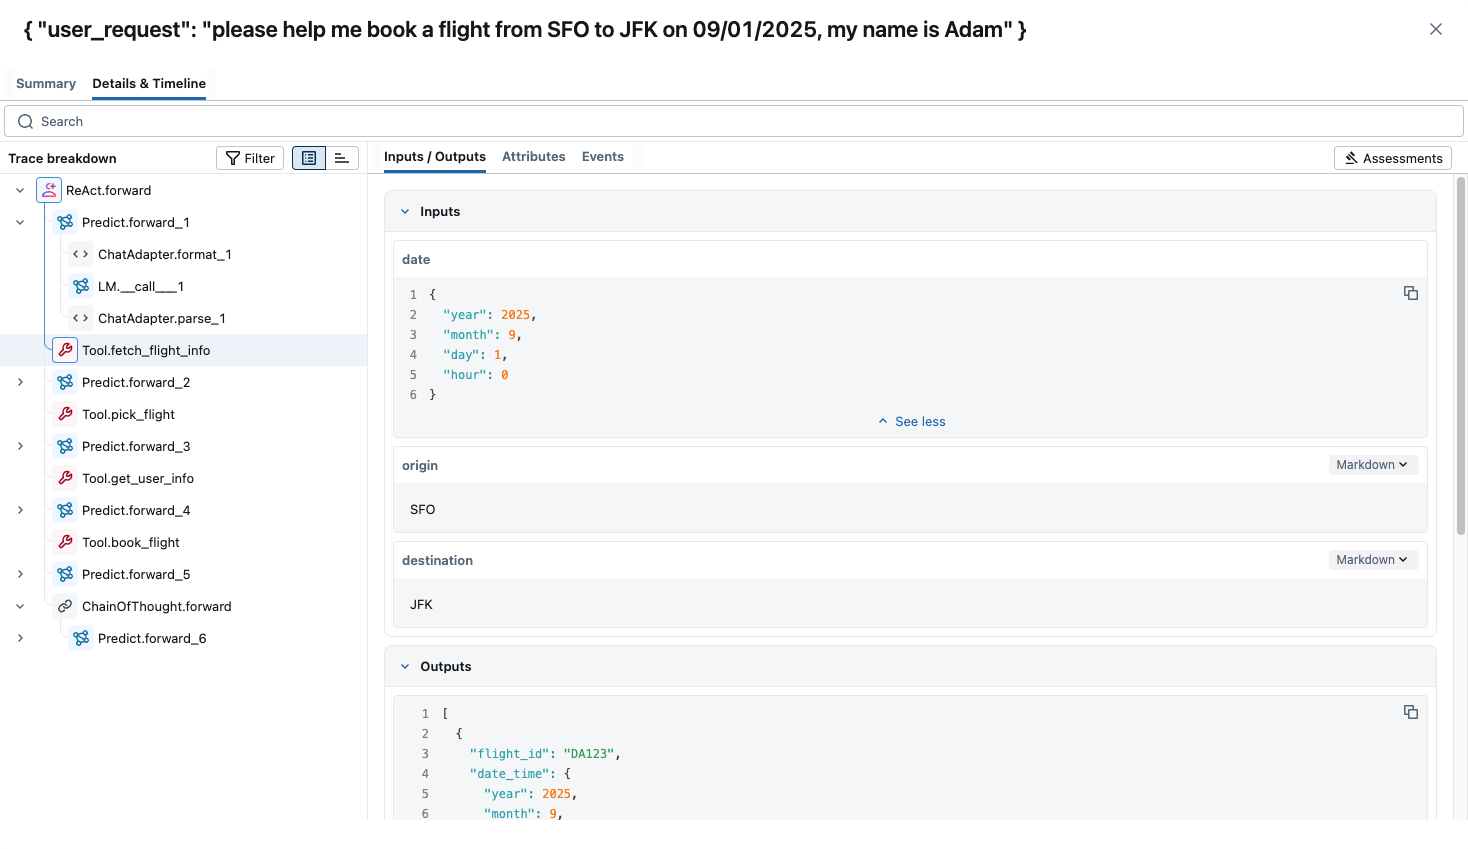 { "user_request": "please help me book a flight from SFO to JFK on 09/01/2025, my name is Adam" }
Summary
Details & Timeline
Search
Trace breakdown
Filter
ReAct.forward
Predict.forward_1
ChatAdapter.format_1
LM.__call___1
ChatAdapter.parse_1
Tool.fetch_flight_info
Predict.forward_2
Tool.pick_flight
Predict.forward_3
Tool.get_user_info
Predict.forward_4
Tool.book_flight
Predict.forward_5
ChainOfThought.forward
Predict.forward_6
Inputs / Outputs
Attributes
Events
Assessments
Inputs
date
1 {
2 "year": 2025,
3 "month": 9,
4 "day": 1,
5 "hour": 0
6 }
See less
origin
Markdown
SFO
destination
Markdown
JFK
Outputs
1 [
2 {
3 "flight_id": "DA123",
4 "date_time": {
5 "year": 2025,
6 "month": 9,